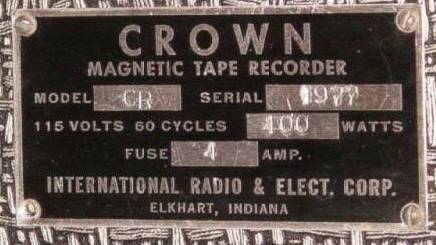 CROWN
MAGNETIC TAPE RECORDER
MODEL CR SERIAL 1977
115 VOLTS 60 CYCLES 400 WATTS
FUSE 4 AMP.
INTERNATIONAL RADIO & ELECT. CORP.
ELKHART, INDIANA